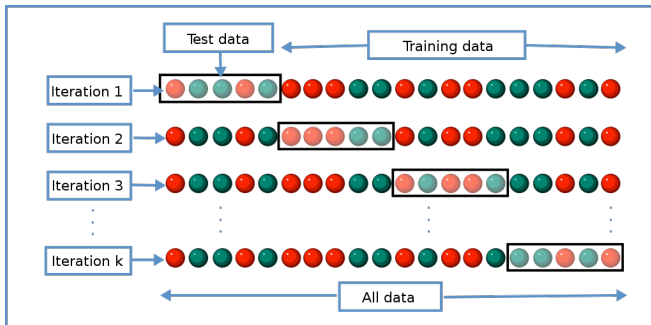 Test data
Training data
Iteration 1
Iteration 2
Iteration 3
Iteration k
All data